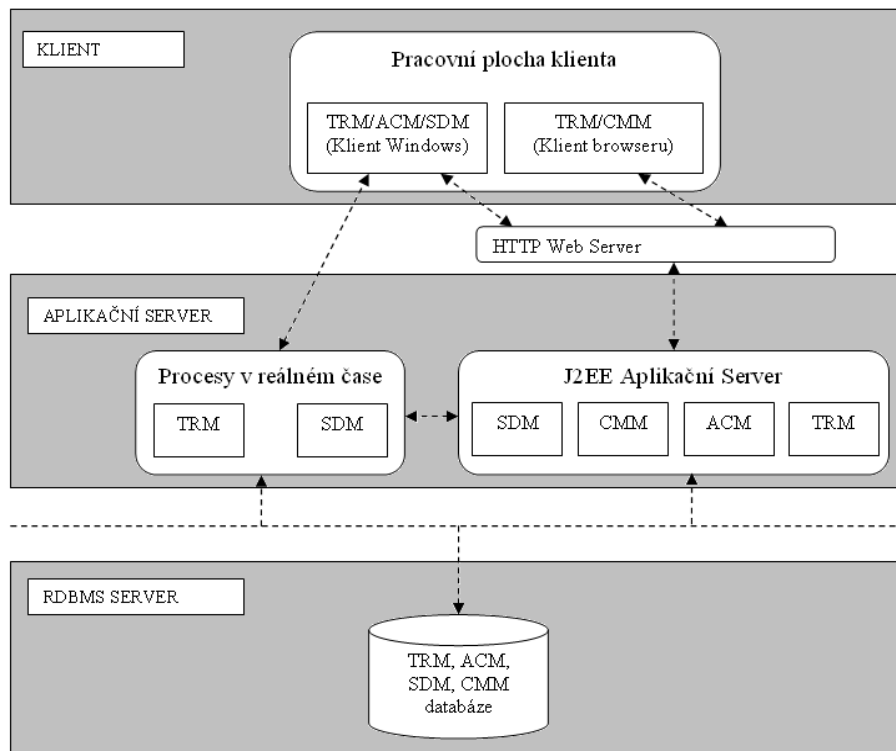 KLIENT
Pracovní plocha klienta
TRM/ACM/SDM
(Klient Windows)
TRM/CMM
(Klient browseru)
HTTP Web Server
APLIKAČNÍ SERVER
Procesy v reálném čase
TRM
SDM
J2EE Aplikační Server
SDM
CMM
ACM
TRM
RDBMS SERVER
TRM, ACM,
SDM, CMM
databáze